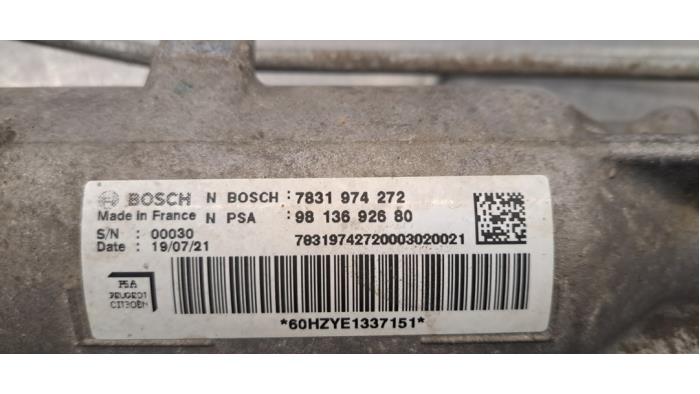 BOSCH N BOSCH : 7831 974 272
Made in France N PSA : 98 136 926 80
S/N : 00030
Date : 19/07/21
78319742720003020021
PSA
PEUGEOT
CITROËN
*60HZYE1337151*